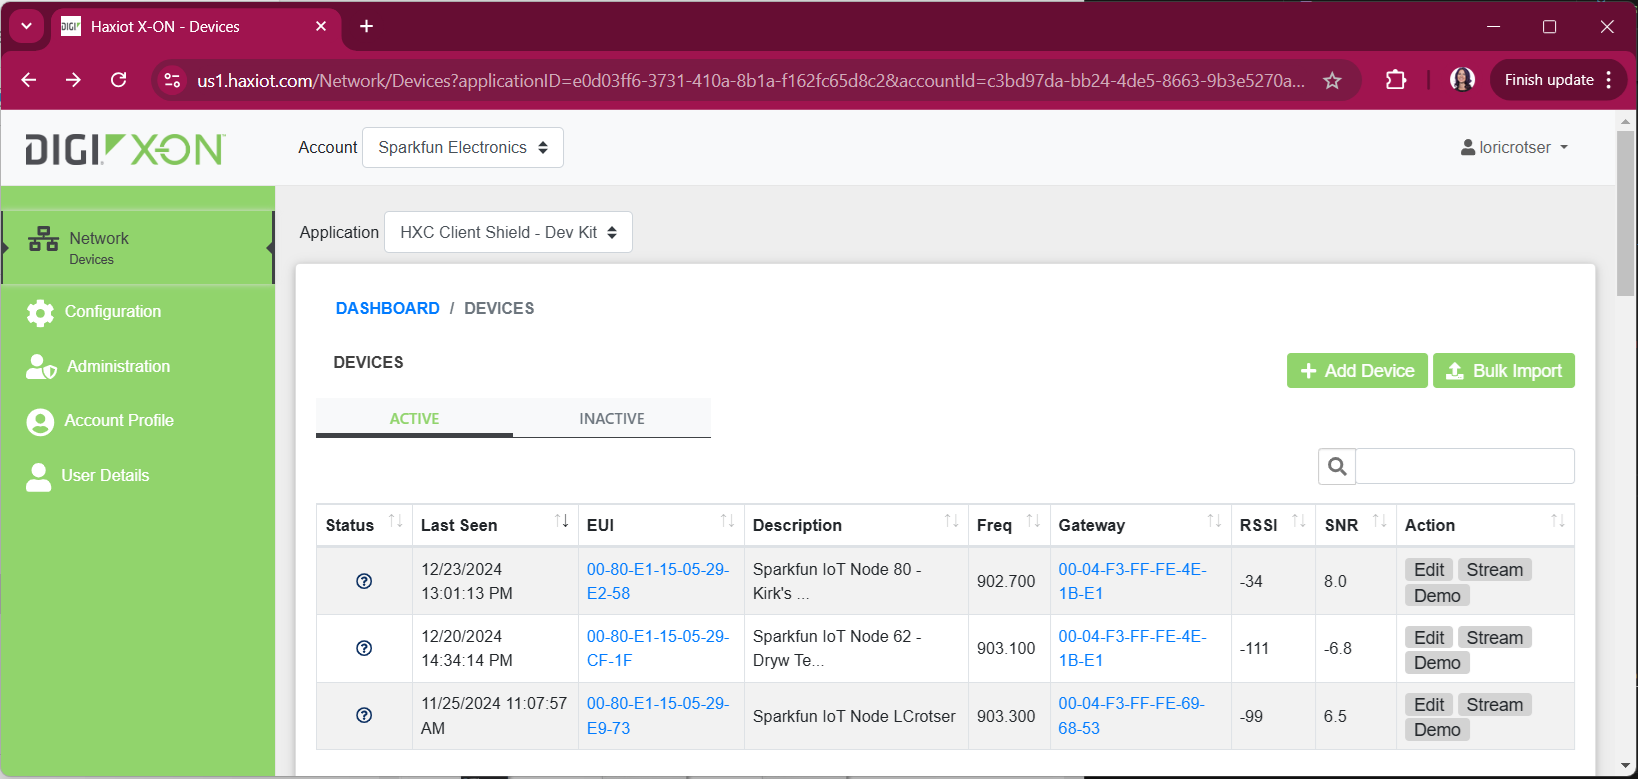 DIGI
Haxiot X-ON - Devices
us1.haxiot.com/Network/Devices?applicationID=e0d03ff6-3731-410a-8b1a-f162fc65d8c2&accountId=c3bd97da-bb24-4de5-8663-9b3e5270a...
Finish update
DIGI X-ON
Account
Sparkfun Electronics
loricrotser
Network
Devices
Configuration
Administration
Account Profile
User Details
Application
HXC Client Shield - Dev Kit
DASHBOARD / DEVICES
DEVICES
Add Device
Bulk Import
ACTIVE
INACTIVE
Status
Last Seen
EUI
Description
Freq
Gateway
RSSI
SNR
Action
12/23/2024
13:01:13 PM
00-80-E1-15-05-29-
E2-58
Sparkfun IoT Node 80 -
Kirk's ...
902.700
00-04-F3-FF-FE-4E-
1B-E1
-34
8.0
Edit
Stream
Demo
12/20/2024
14:34:14 PM
00-80-E1-15-05-29-
CF-1F
Sparkfun IoT Node 62 -
Dryw Te...
903.100
00-04-F3-FF-FE-4E-
1B-E1
-111
-6.8
Edit
Stream
Demo
11/25/2024 11:07:57
AM
00-80-E1-15-05-29-
E9-73
Sparkfun IoT Node LCrotser
903.300
00-04-F3-FF-FE-69-
68-53
-99
6.5
Edit
Stream
Demo